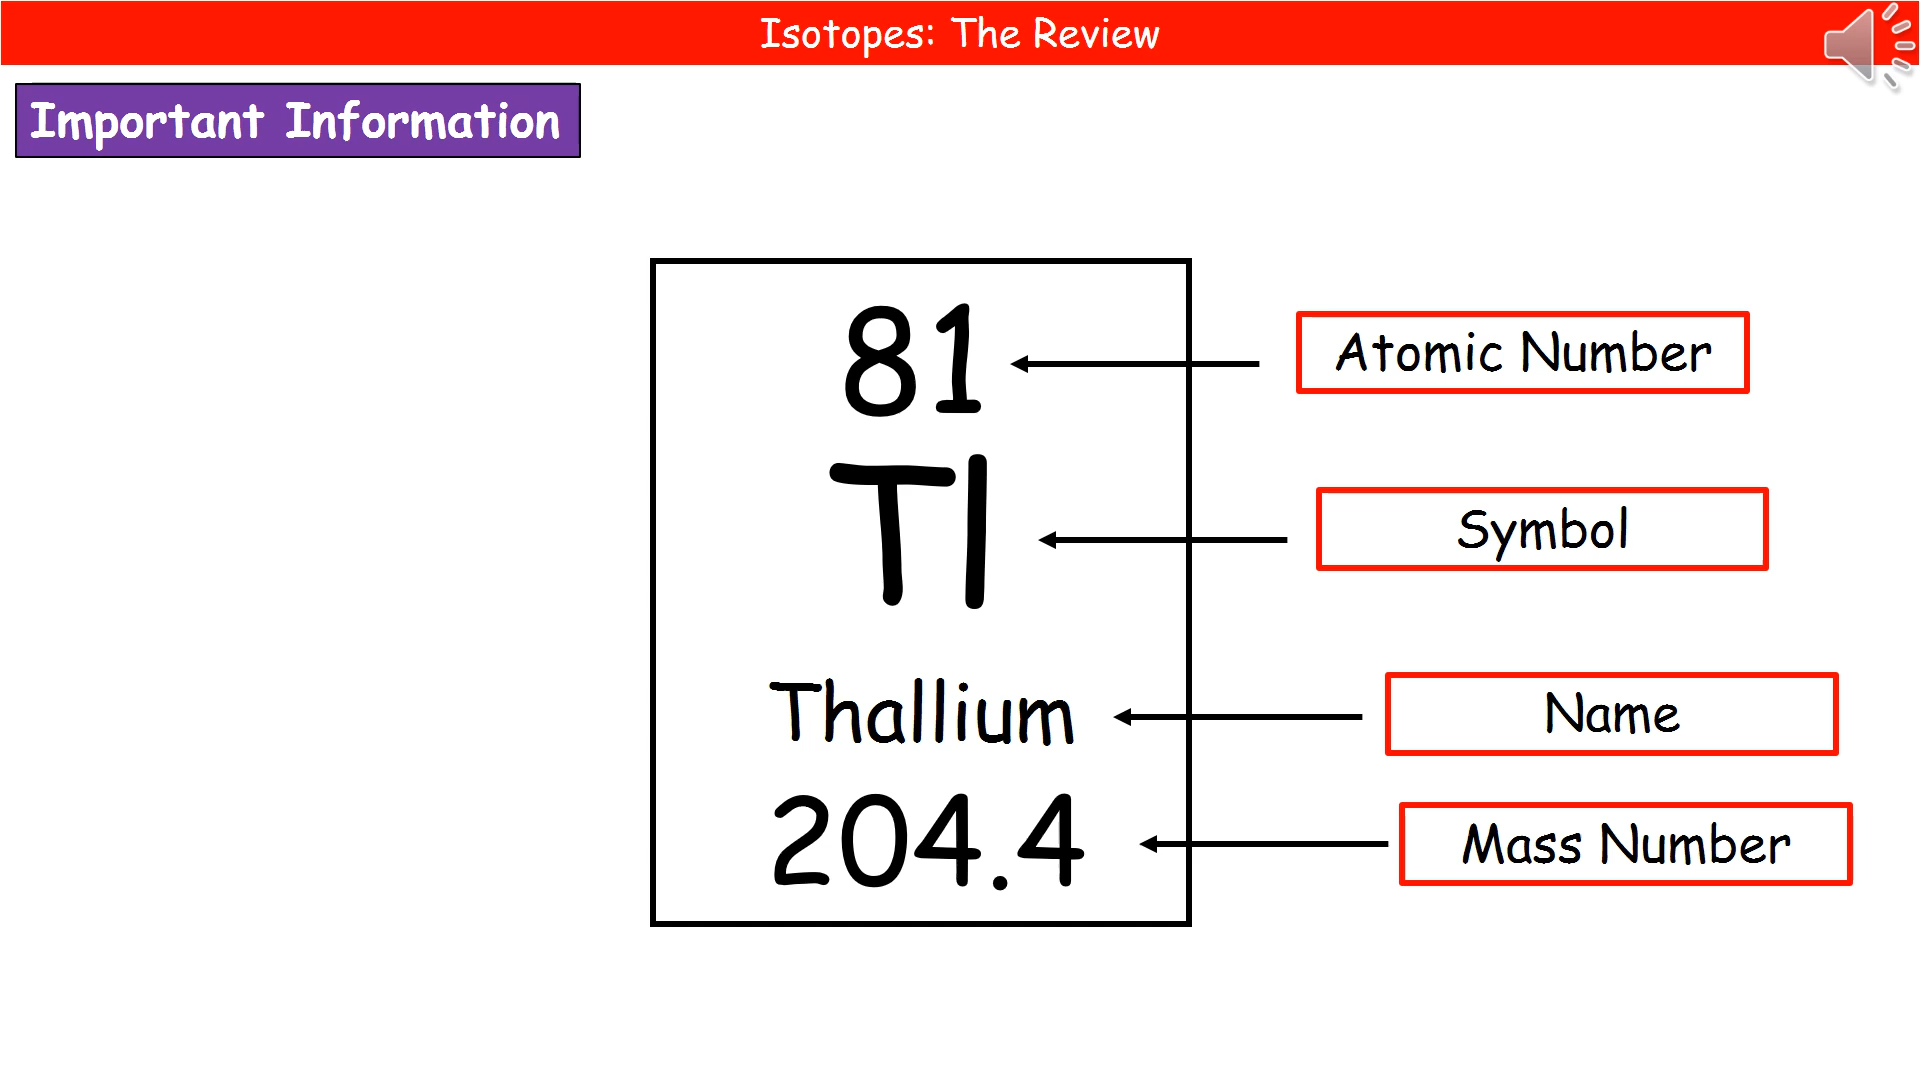 Isotopes: The Review
Important Information
81
Atomic Number
Tl
Symbol
Thallium
Name
204.4
Mass Number